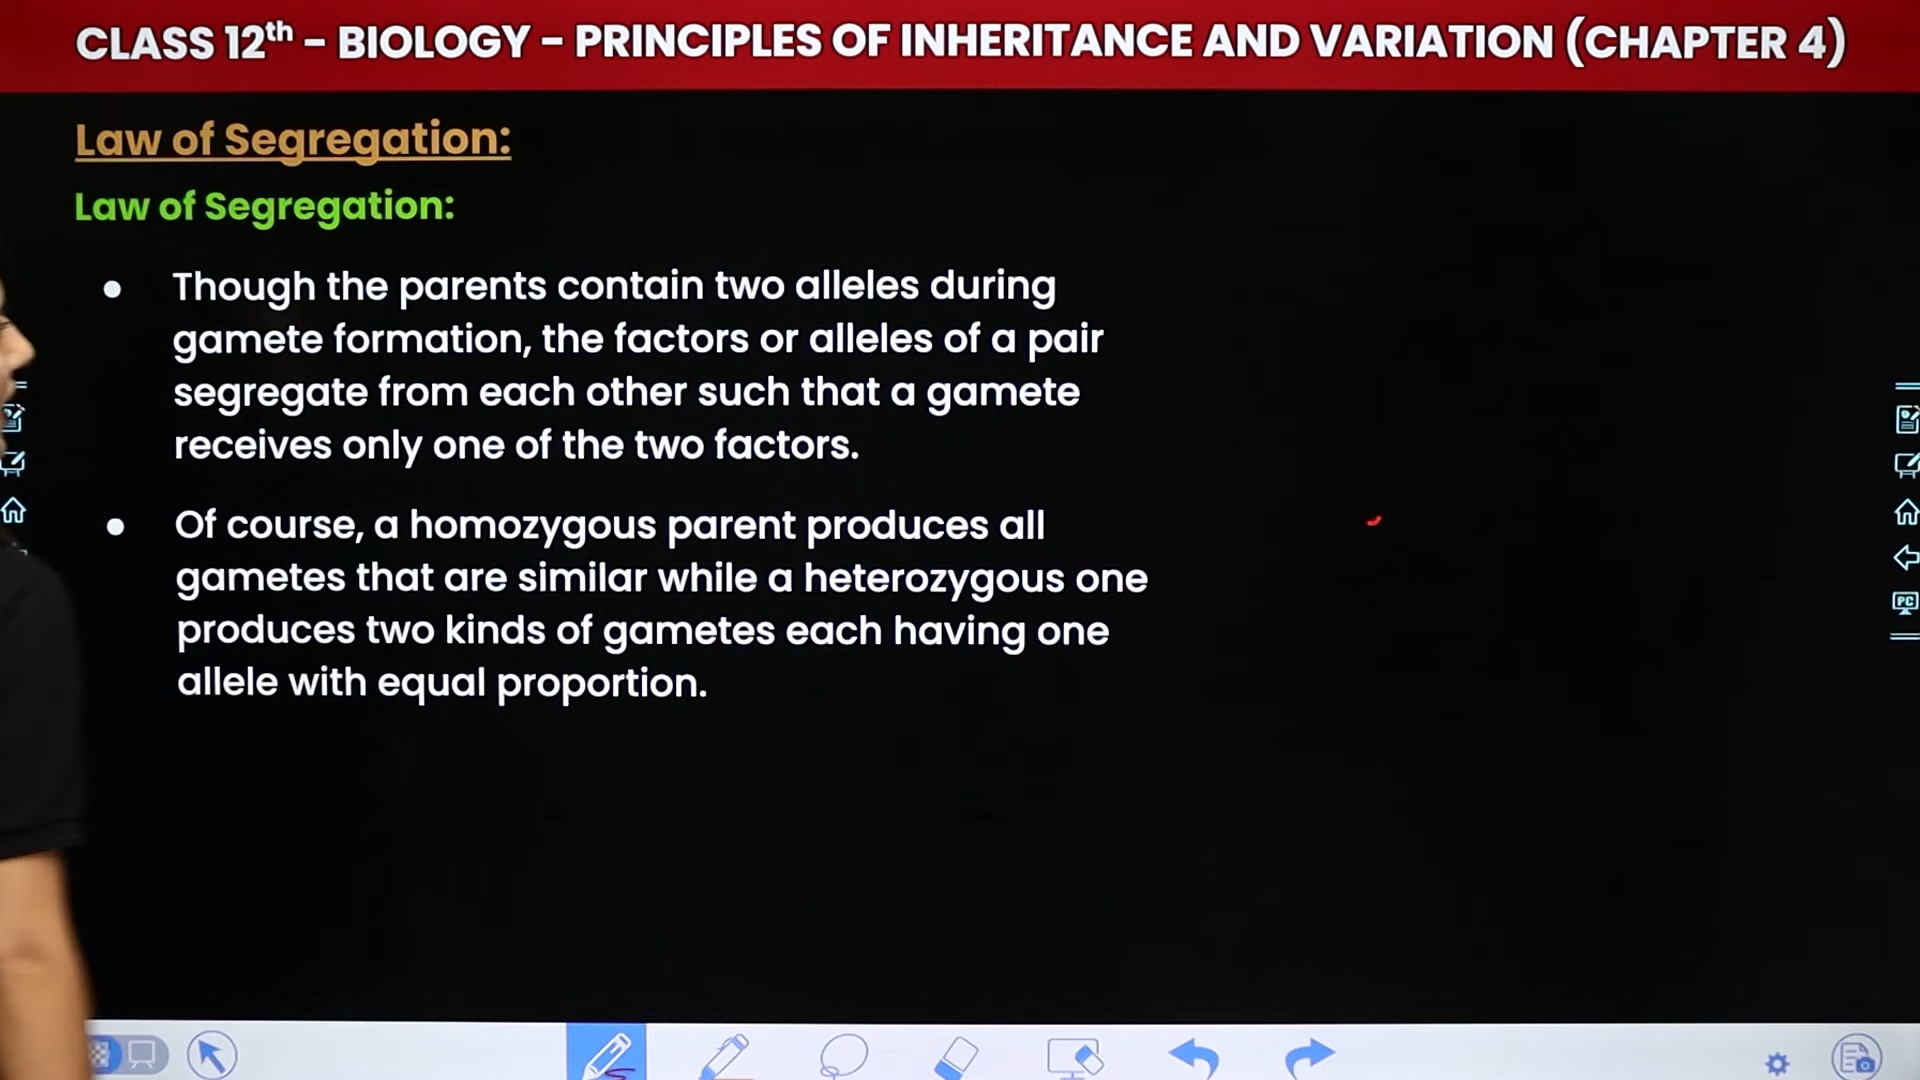 CLASS 12th - BIOLOGY - PRINCIPLES OF INHERITANCE AND VARIATION (CHAPTER 4)
Law of Segregation:
Law of Segregation:
● Though the parents contain two alleles during
gamete formation, the factors or alleles of a pair
segregate from each other such that a gamete
receives only one of the two factors.
● Of course, a homozygous parent produces all
gametes that are similar while a heterozygous one
produces two kinds of gametes each having one
allele with equal proportion.
PC